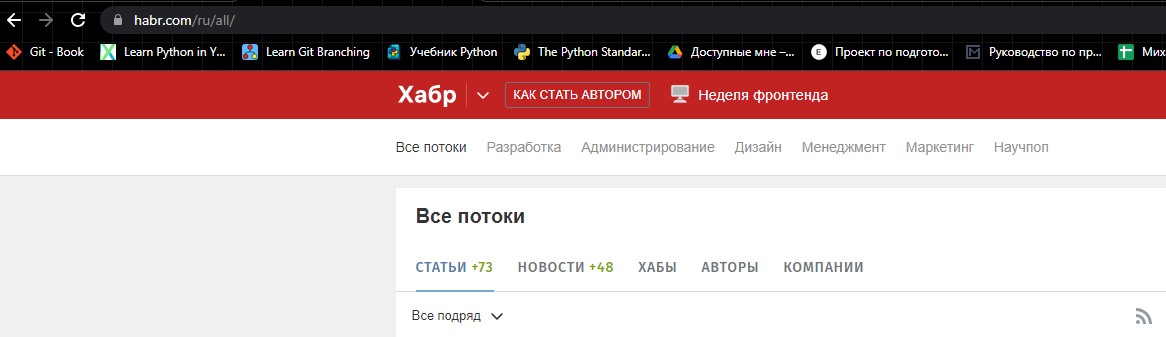 habr.com/ru/all/
Git - Book Learn Python in Y... Learn Git Branching Учебник Python The Python Standar... Доступные мне –... E Проект по подгото... Руководство по пр... Мих
Хабр КАК СТАТЬ АВТОРОМ Неделя фронтенда
Все потоки Разработка Администрирование Дизайн Менеджмент Маркетинг Научпоп
Все потоки
СТАТЬИ +73 НОВОСТИ +48 ХАБЫ АВТОРЫ КОМПАНИИ
Все подряд